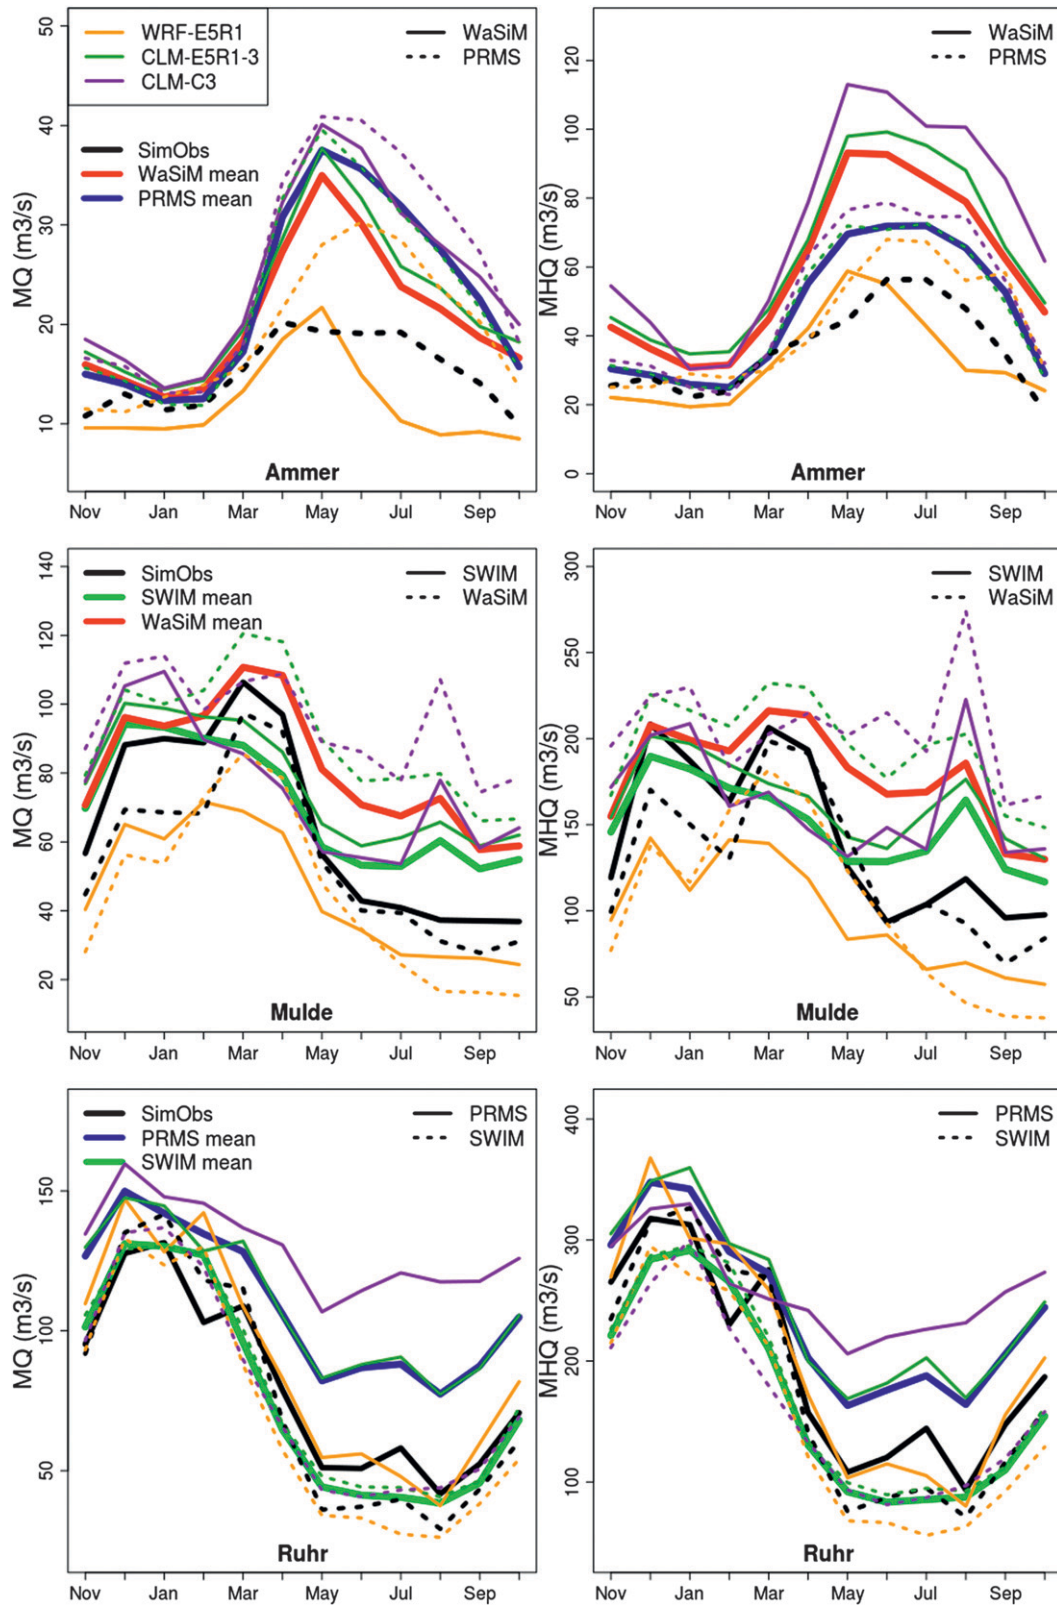 WRF-E5R1
CLM-E5R1-3
CLM-C3
WaSiM
PRMS
SimObs
WaSiM mean
PRMS mean
MQ (m3/s)
50
40
30
20
10
Ammer
Nov Jan Mar May Jul Sep
WaSiM
PRMS
MHQ (m3/s)
120
100
80
60
40
20
0
Ammer
Nov Jan Mar May Jul Sep
SimObs
SWIM mean
WaSiM mean
SWIM
WaSiM
MQ (m3/s)
140
120
100
80
60
40
20
Mulde
Nov Jan Mar May Jul Sep
SWIM
WaSiM
MHQ (m3/s)
300
250
200
150
100
50
Mulde
Nov Jan Mar May Jul Sep
SimObs
PRMS mean
SWIM mean
PRMS
SWIM
MQ (m3/s)
150
100
50
Ruhr
Nov Jan Mar May Jul Sep
PRMS
SWIM
MHQ (m3/s)
400
300
200
100
Ruhr
Nov Jan Mar May Jul Sep